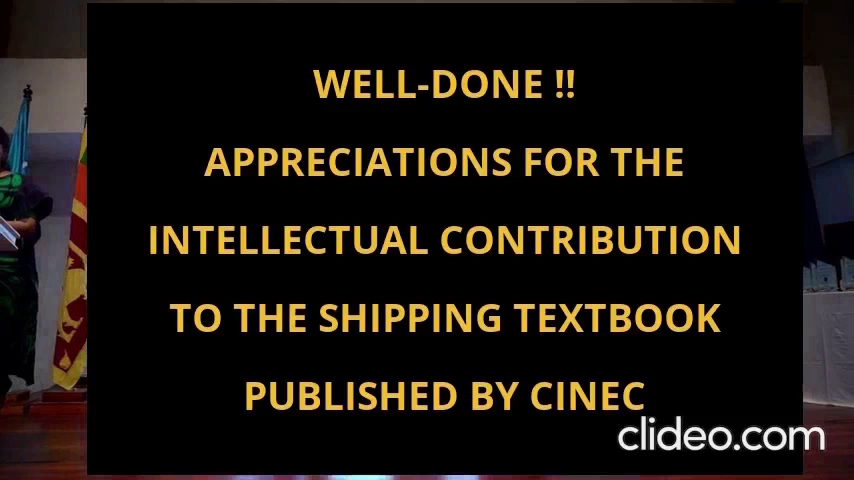 WELL-DONE !!
APPRECIATIONS FOR THE
INTELLECTUAL CONTRIBUTION
TO THE SHIPPING TEXTBOOK
PUBLISHED BY CINEC
clideo.com